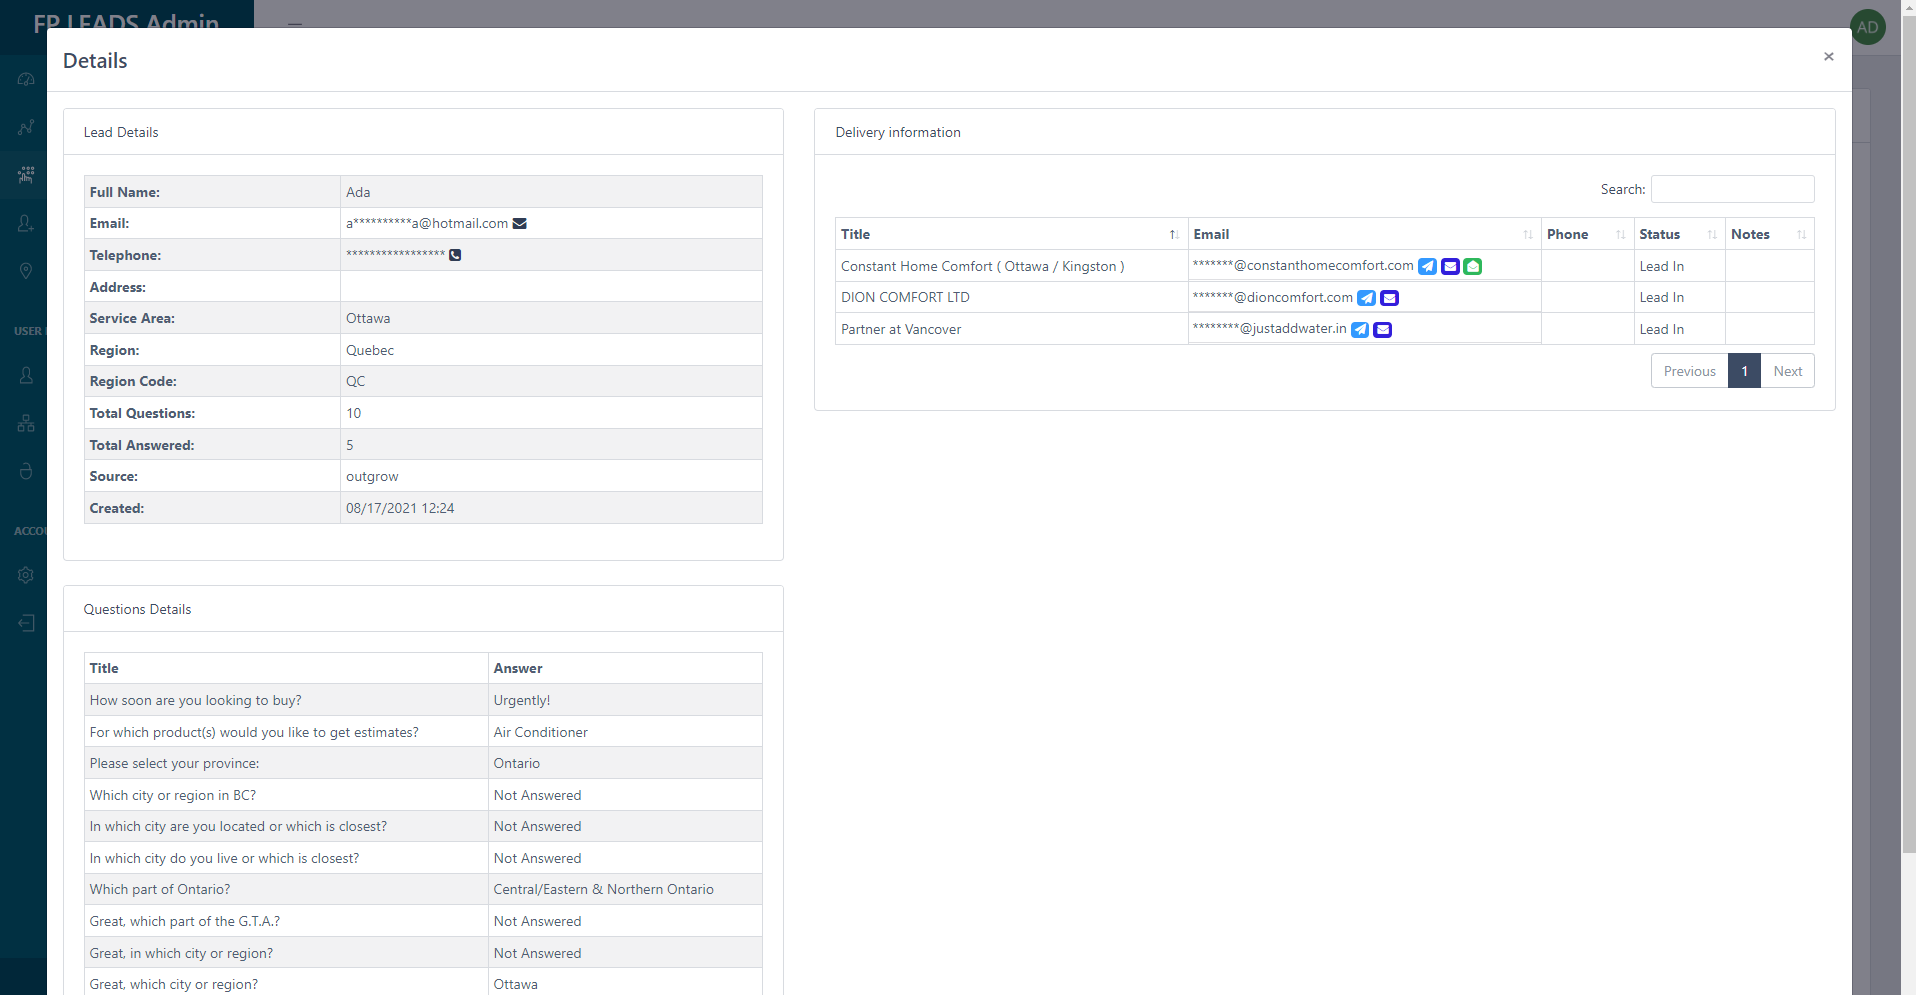 FP LEADS Admin
AD
Details
×
Lead Details
Full Name: Ada
Email: a**********a@hotmail.com
Telephone: *****************
Address:
Service Area: Ottawa
Region: Quebec
Region Code: QC
Total Questions: 10
Total Answered: 5
Source: outgrow
Created: 08/17/2021 12:24
Delivery information
Search:
Title Email Phone Status Notes
Constant Home Comfort ( Ottawa / Kingston ) *******@constanthomecomfort.com Lead In
DION COMFORT LTD *******@dioncomfort.com Lead In
Partner at Vancover ********@justaddwater.in Lead In
Previous 1 Next
USER
ACCOU
Questions Details
Title Answer
How soon are you looking to buy? Urgently!
For which product(s) would you like to get estimates? Air Conditioner
Please select your province: Ontario
Which city or region in BC? Not Answered
In which city are you located or which is closest? Not Answered
In which city do you live or which is closest? Not Answered
Which part of Ontario? Central/Eastern & Northern Ontario
Great, which part of the G.T.A.? Not Answered
Great, in which city or region? Not Answered
Great, which city or region? Ottawa